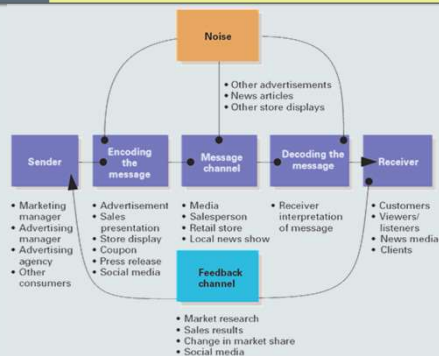 Noise
• Other advertisements
• News articles
• Other store displays
Sender
Encoding
the
message
Message
channel
Decoding the
message
Receiver
• Marketing
manager
• Advertising
manager
• Advertising
agency
• Other
consumers
• Advertisement
• Sales
presentation
• Store display
• Coupon
• Press release
• Social media
• Media
• Salesperson
• Retail store
• Local news show
• Receiver
interpretation
of message
• Customers
• Viewers/
listeners
• News media
• Clients
Feedback
channel
• Market research
• Sales results
• Change in market share
• Social media